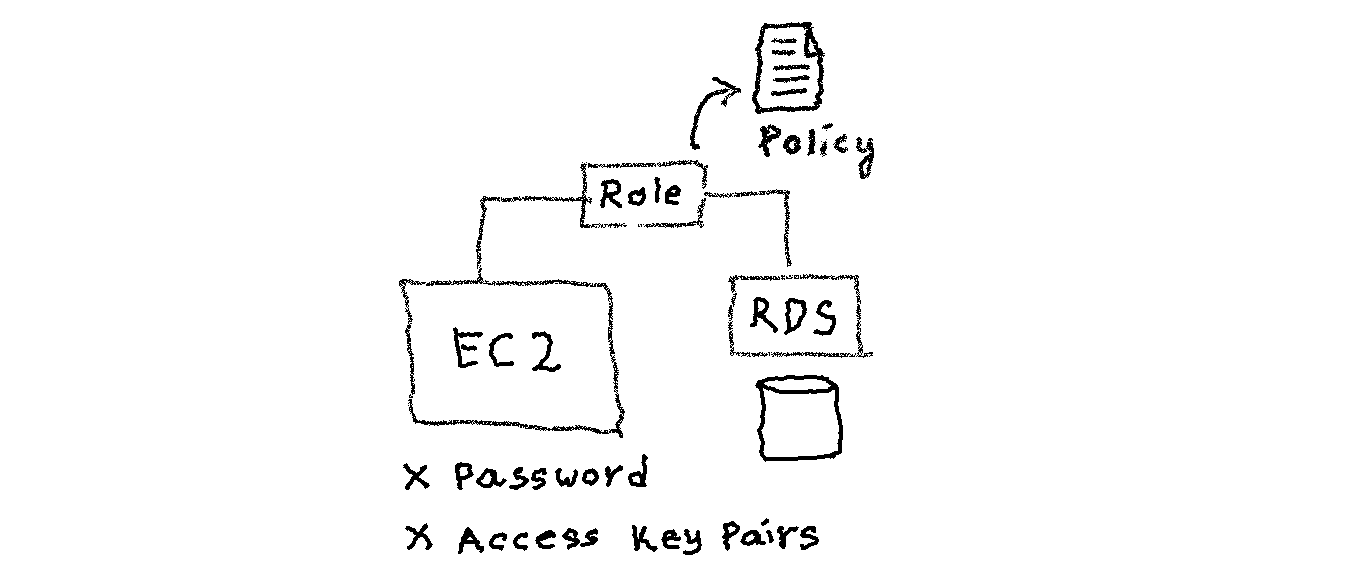 Policy
Role
EC2
RDS
X Password
X Access Key Pairs